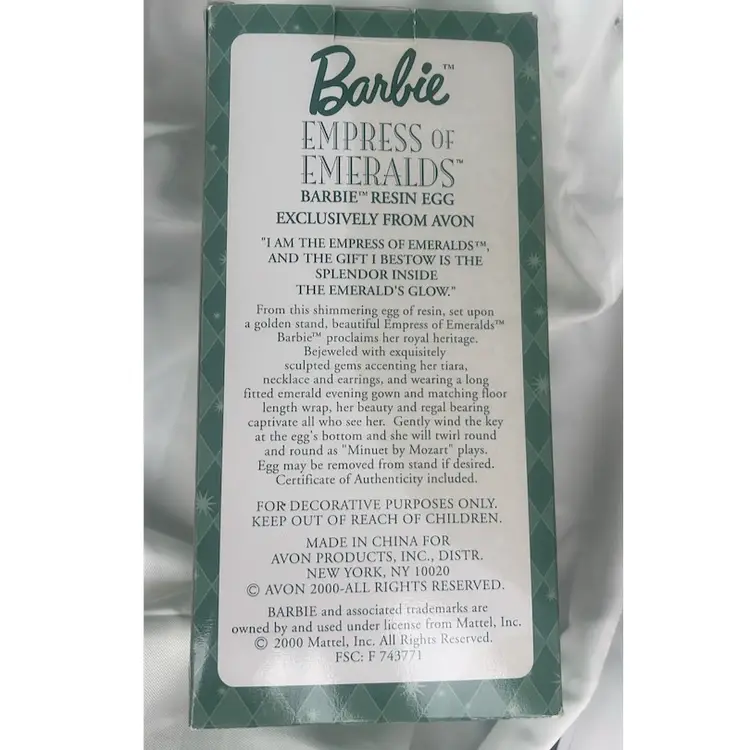 Barbie™
EMPRESS OF
EMERALDS™
BARBIE™ RESIN EGG
EXCLUSIVELY FROM AVON
"I AM THE EMPRESS OF EMERALDS™,
AND THE GIFT I BESTOW IS THE
SPLENDOR INSIDE
THE EMERALD'S GLOW."
From this shimmering egg of resin, set upon
a golden stand, beautiful Empress of Emeralds™
Barbie™ proclaims her royal heritage.
Bejeweled with exquisitely
sculpted gems accenting her tiara,
necklace and earrings, and wearing a long
fitted emerald evening gown and matching floor
length wrap, her beauty and regal bearing
captivate all who see her. Gently wind the key
at the egg's bottom and she will twirl round
and round as "Minuet by Mozart" plays.
Egg may be removed from stand if desired.
Certificate of Authenticity included.
FOR DECORATIVE PURPOSES ONLY.
KEEP OUT OF REACH OF CHILDREN.
MADE IN CHINA FOR
AVON PRODUCTS, INC., DISTR.
NEW YORK, NY 10020
© AVON 2000-ALL RIGHTS RESERVED.
BARBIE and associated trademarks are
owned by and used under license from Mattel, Inc.
© 2000 Mattel, Inc. All Rights Reserved.
FSC: F 743771